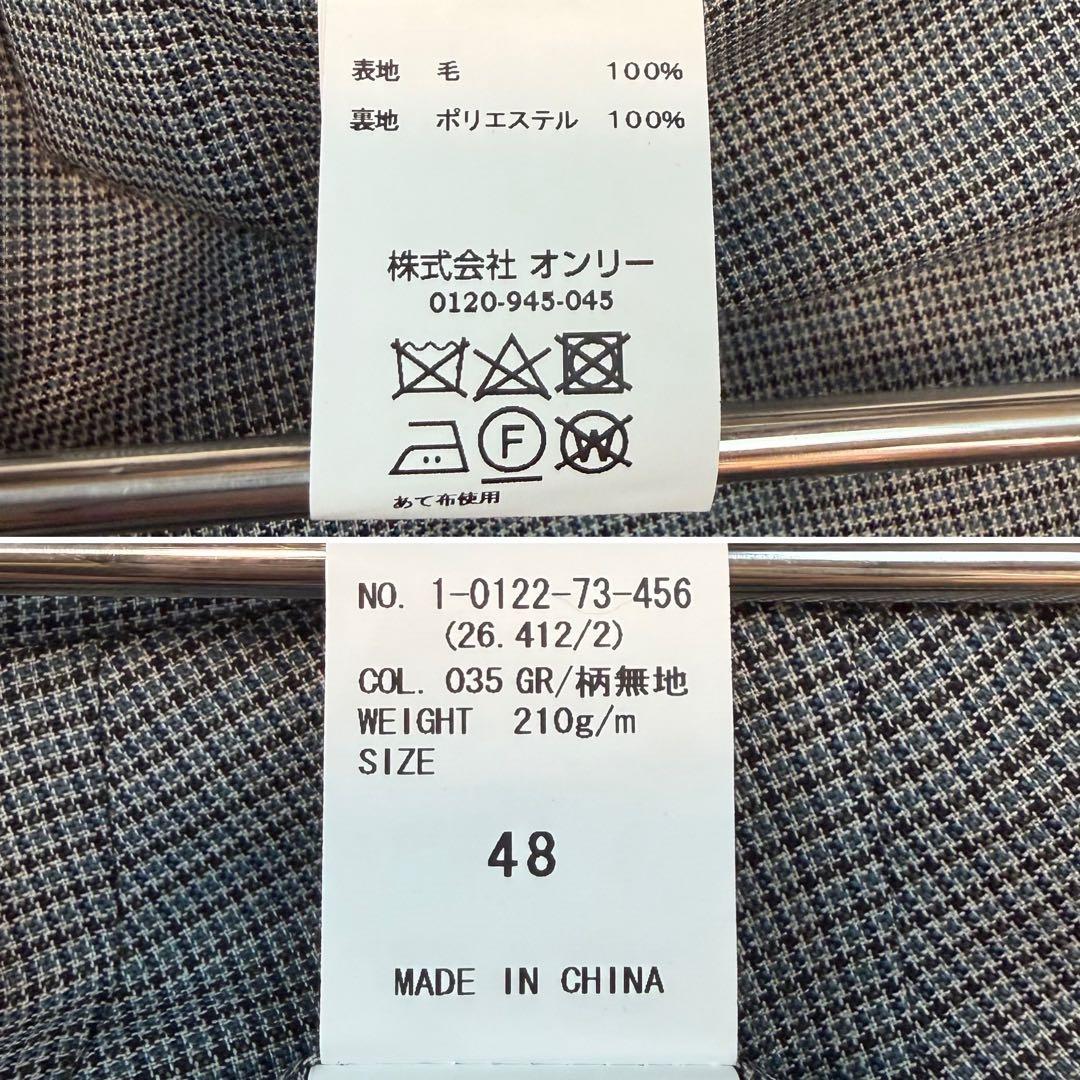 表地 毛 100%
裏地 ポリエステル 100%
株式会社 オンリー
0120-945-045
F W
あて布使用
NO. 1-0122-73-456
(26.412/2)
COL. 035 GR/柄無地
WEIGHT 210g/m
SIZE
48
MADE IN CHINA